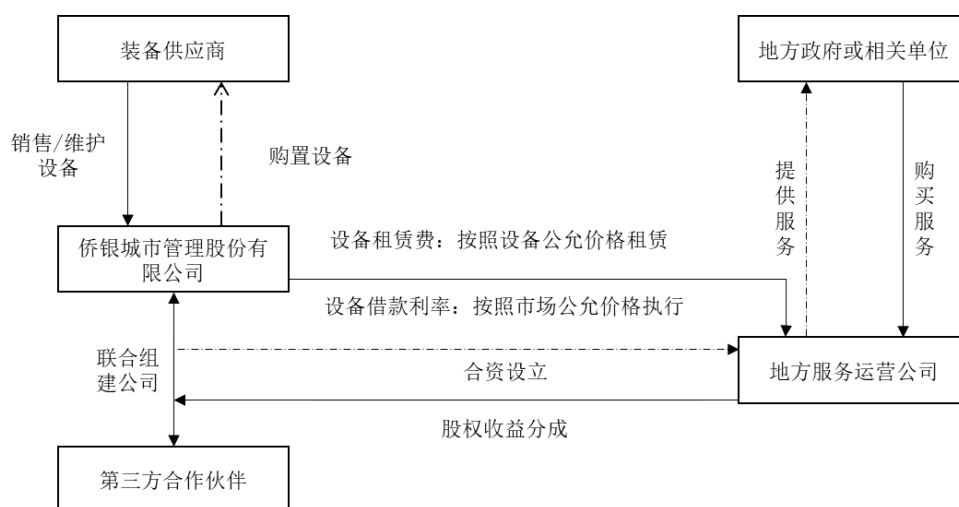 装备供应商
地方政府或相关单位
销售/维护
设备
购置设备
提
供
服
务
购
买
服
务
侨银城市管理股份有
限公司
设备租赁费：按照设备公允价格租赁
设备借款利率：按照市场公允价格执行
联合组
建公司
合资设立
地方服务运营公司
股权收益分成
第三方合作伙伴